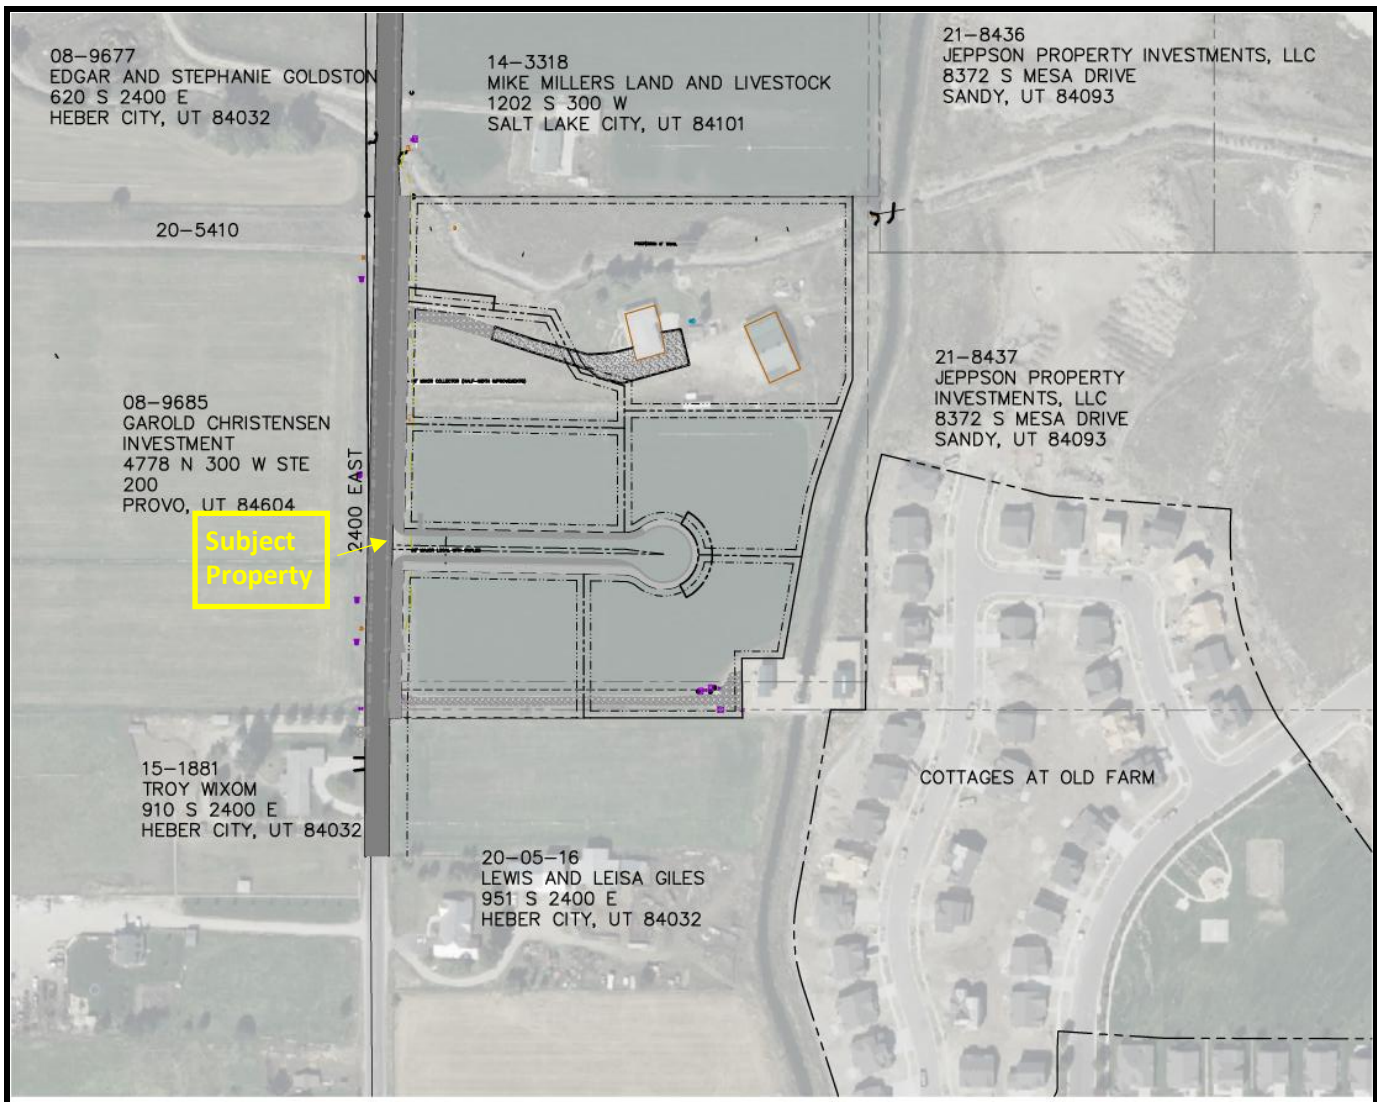 08-9677
EDGAR AND STEPHANIE GOLDSTON
620 S 2400 E
HEBER CITY, UT 84032
14-3318
MIKE MILLERS LAND AND LIVESTOCK
1202 S 300 W
SALT LAKE CITY, UT 84101
21-8436
JEPPSON PROPERTY INVESTMENTS, LLC
8372 S MESA DRIVE
SANDY, UT 84093
20-5410
08-9685
GAROLD CHRISTENSEN
INVESTMENT
4778 N 300 W STE
200
PROVO, UT 84604
2400 EAST
21-8437
JEPPSON PROPERTY
INVESTMENTS, LLC
8372 S MESA DRIVE
SANDY, UT 84093
Subject
Property
15-1881
TROY WIXOM
910 S 2400 E
HEBER CITY, UT 84032
COTTAGES AT OLD FARM
20-05-16
LEWIS AND LEISA GILES
951 S 2400 E
HEBER CITY, UT 84032